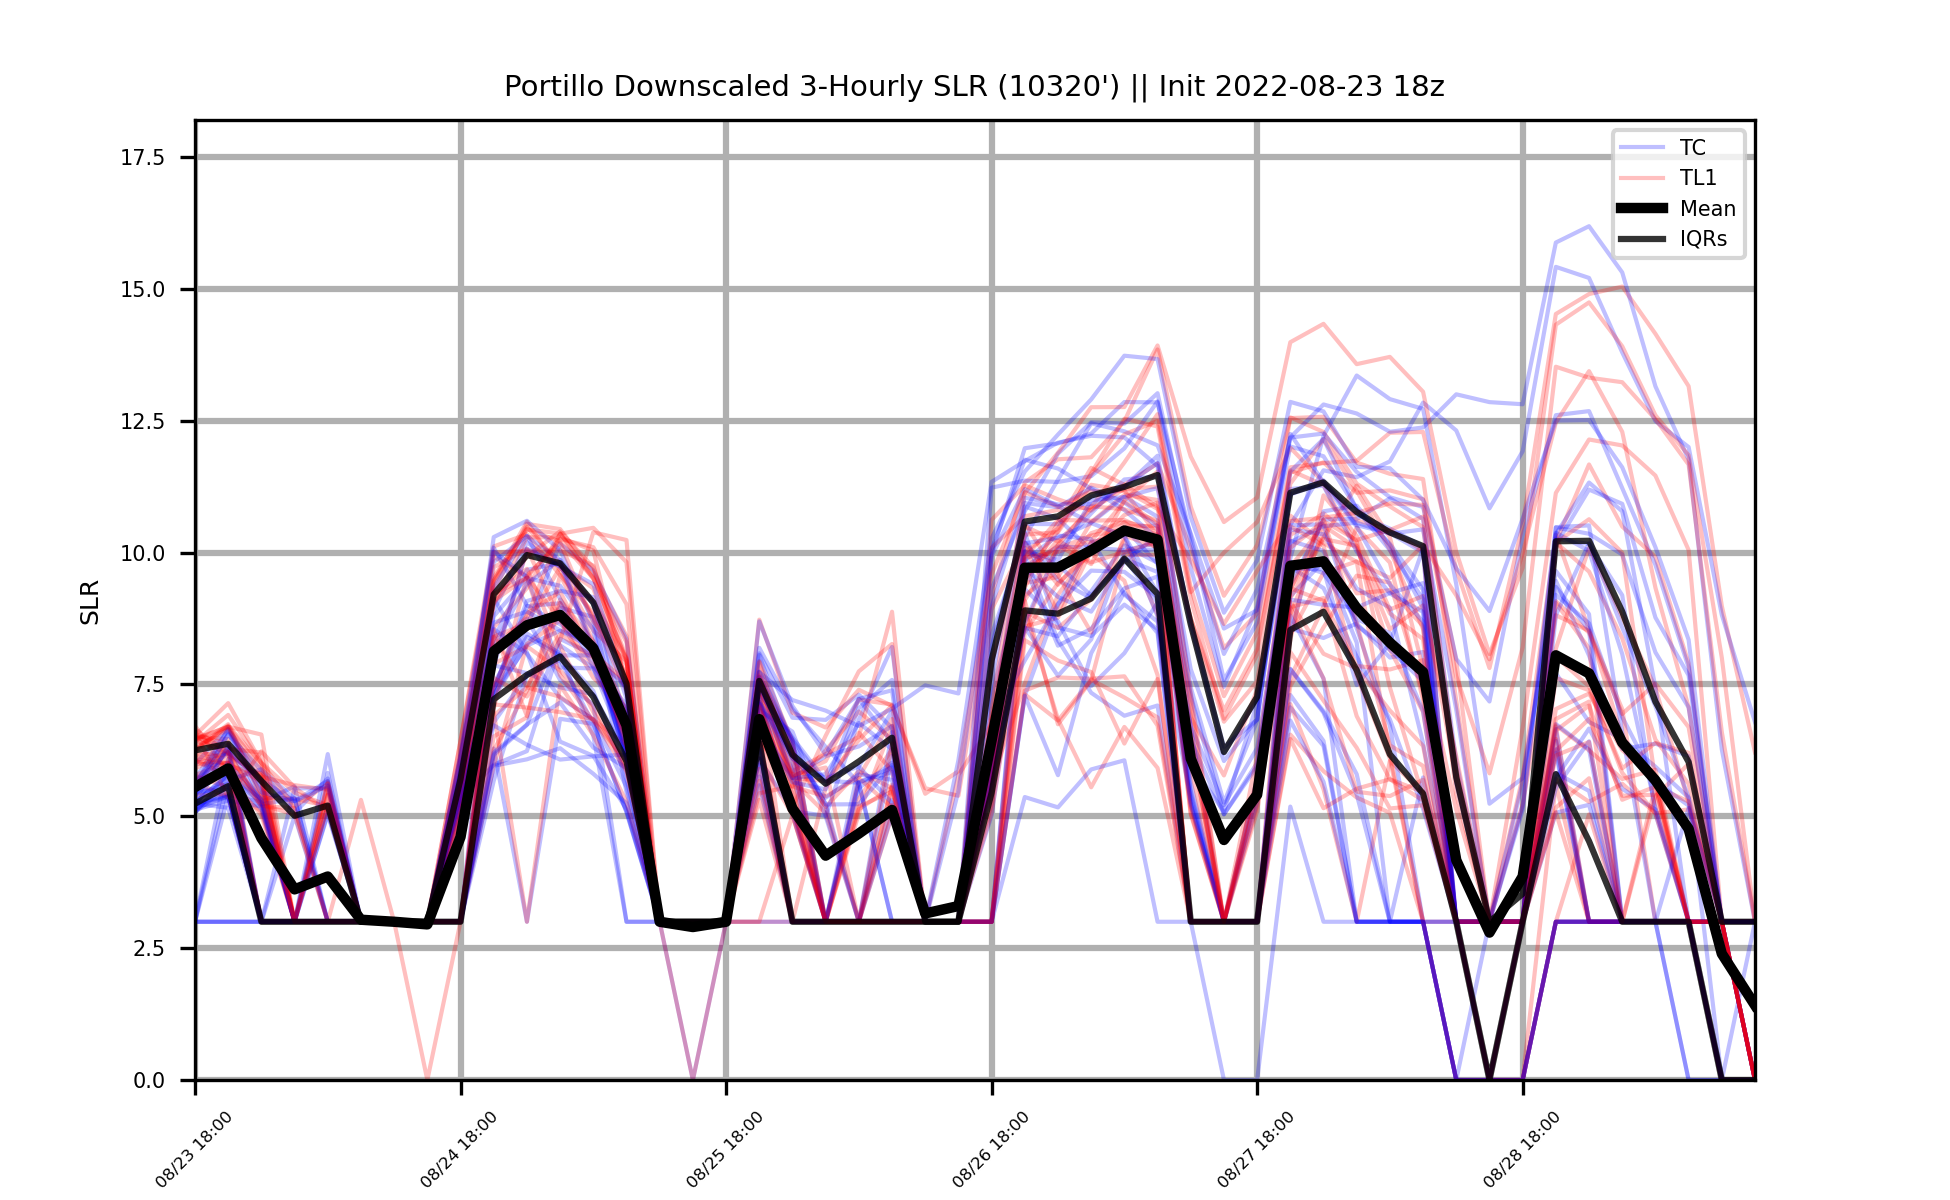 Portillo Downscaled 3-Hourly SLR (10320') || Init 2022-08-23 18z
TC
TL1
Mean
IQRs
SLR
17.5
15.0
12.5
10.0
7.5
5.0
2.5
0.0
08/23 18:00
08/24 18:00
08/25 18:00
08/26 18:00
08/27 18:00
08/28 18:00